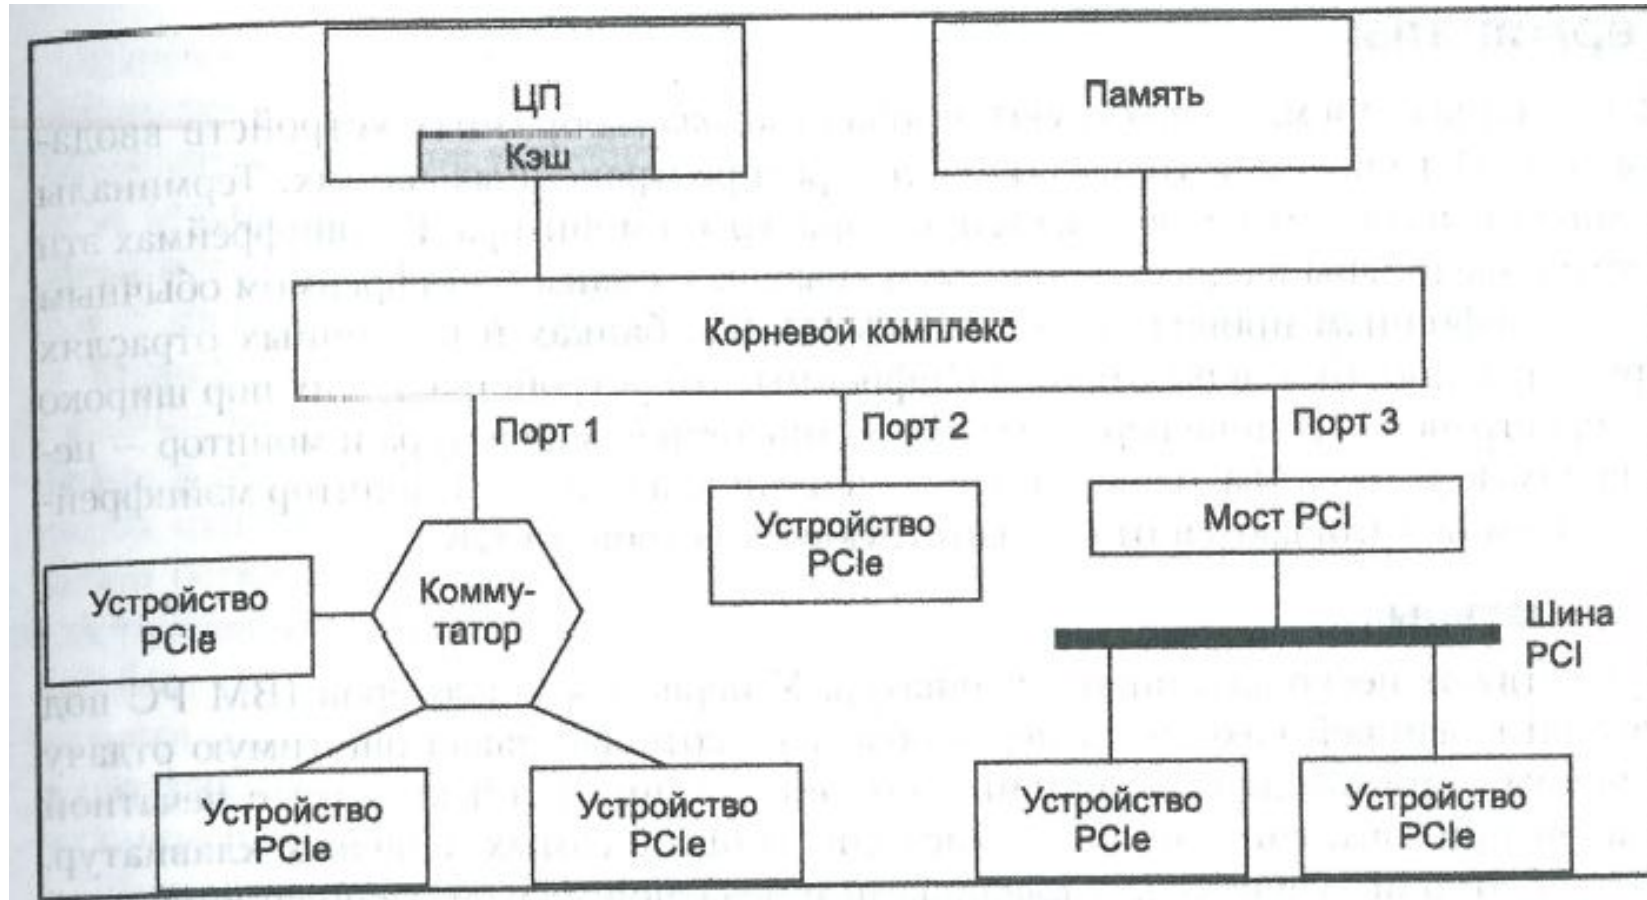 ЦП
Кэш
Память
Корневой комплекс
Порт 1
Порт 2
Порт 3
Устройство
PCIe
Мост PCI
Устройство
PCIe
Комму-
татор
Шина
PCI
Устройство
PCIe
Устройство
PCIe
Устройство
PCIe
Устройство
PCIe